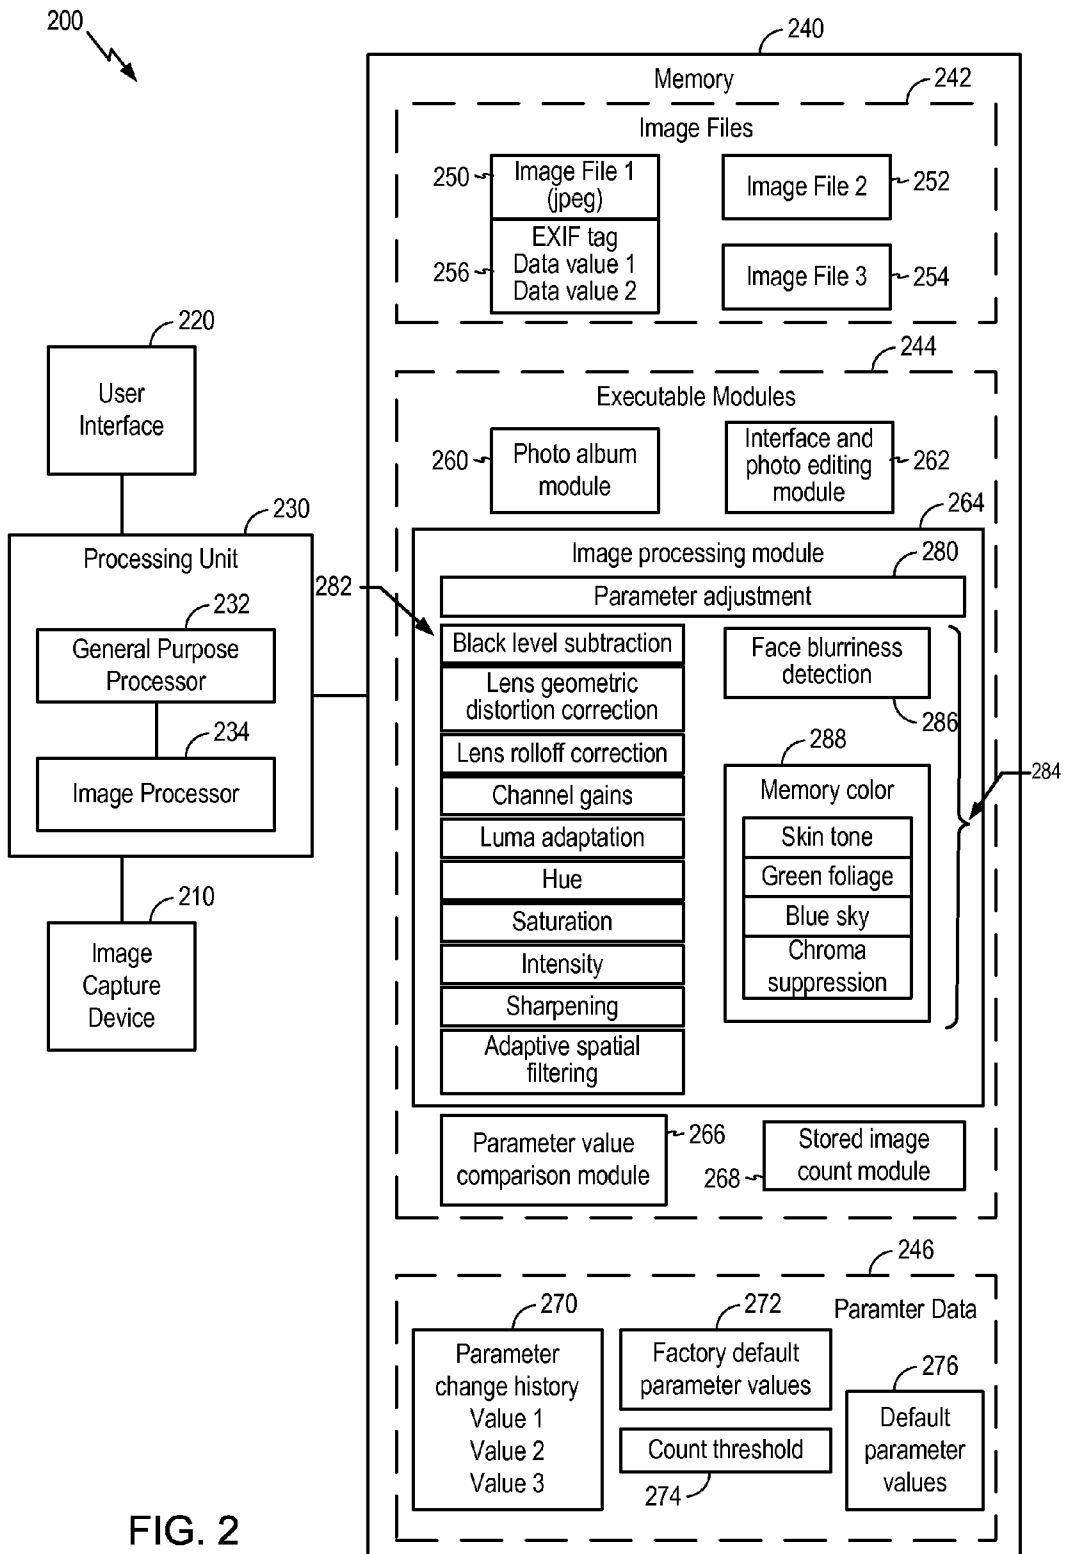 200
240
Memory
242
Image Files
250
Image File 1
(jpeg)
Image File 2
252
256
EXIF tag
Data value 1
Data value 2
Image File 3
254
220
User
Interface
244
Executable Modules
260
Photo album
module
Interface and
photo editing
module
262
230
Processing Unit
232
General Purpose
Processor
234
Image Processor
210
Image
Capture
Device
264
Image processing module
280
Parameter adjustment
282
Black level subtraction
Lens geometric
distortion correction
Lens rolloff correction
Channel gains
Luma adaptation
Hue
Saturation
Intensity
Sharpening
Adaptive spatial
filtering
Face blurriness
detection
286
288
Memory color
Skin tone
Green foliage
Blue sky
Chroma
suppression
284
Parameter value
comparison module
266
268
Stored image
count module
246
Paramter Data
270
Parameter
change history
Value 1
Value 2
Value 3
272
Factory default
parameter values
Count threshold
274
276
Default
parameter
values
FIG. 2